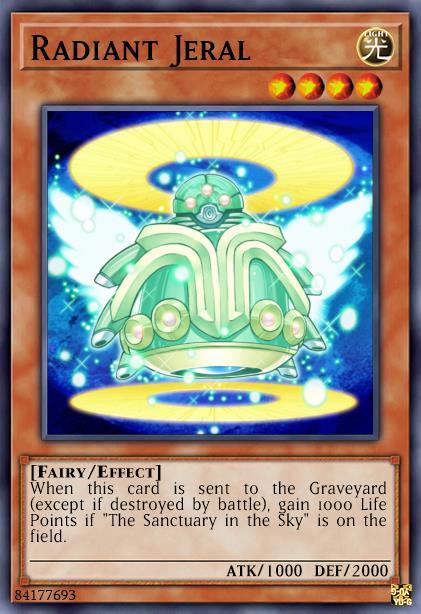 RADIANT JERAL
LIGHT
光
[FAIRY/EFFECT]
When this card is sent to the Graveyard
(except if destroyed by battle), gain 1000 Life
Points if "The Sanctuary in the Sky" is on the
field.
ATK/1000 DEF/2000
84177693